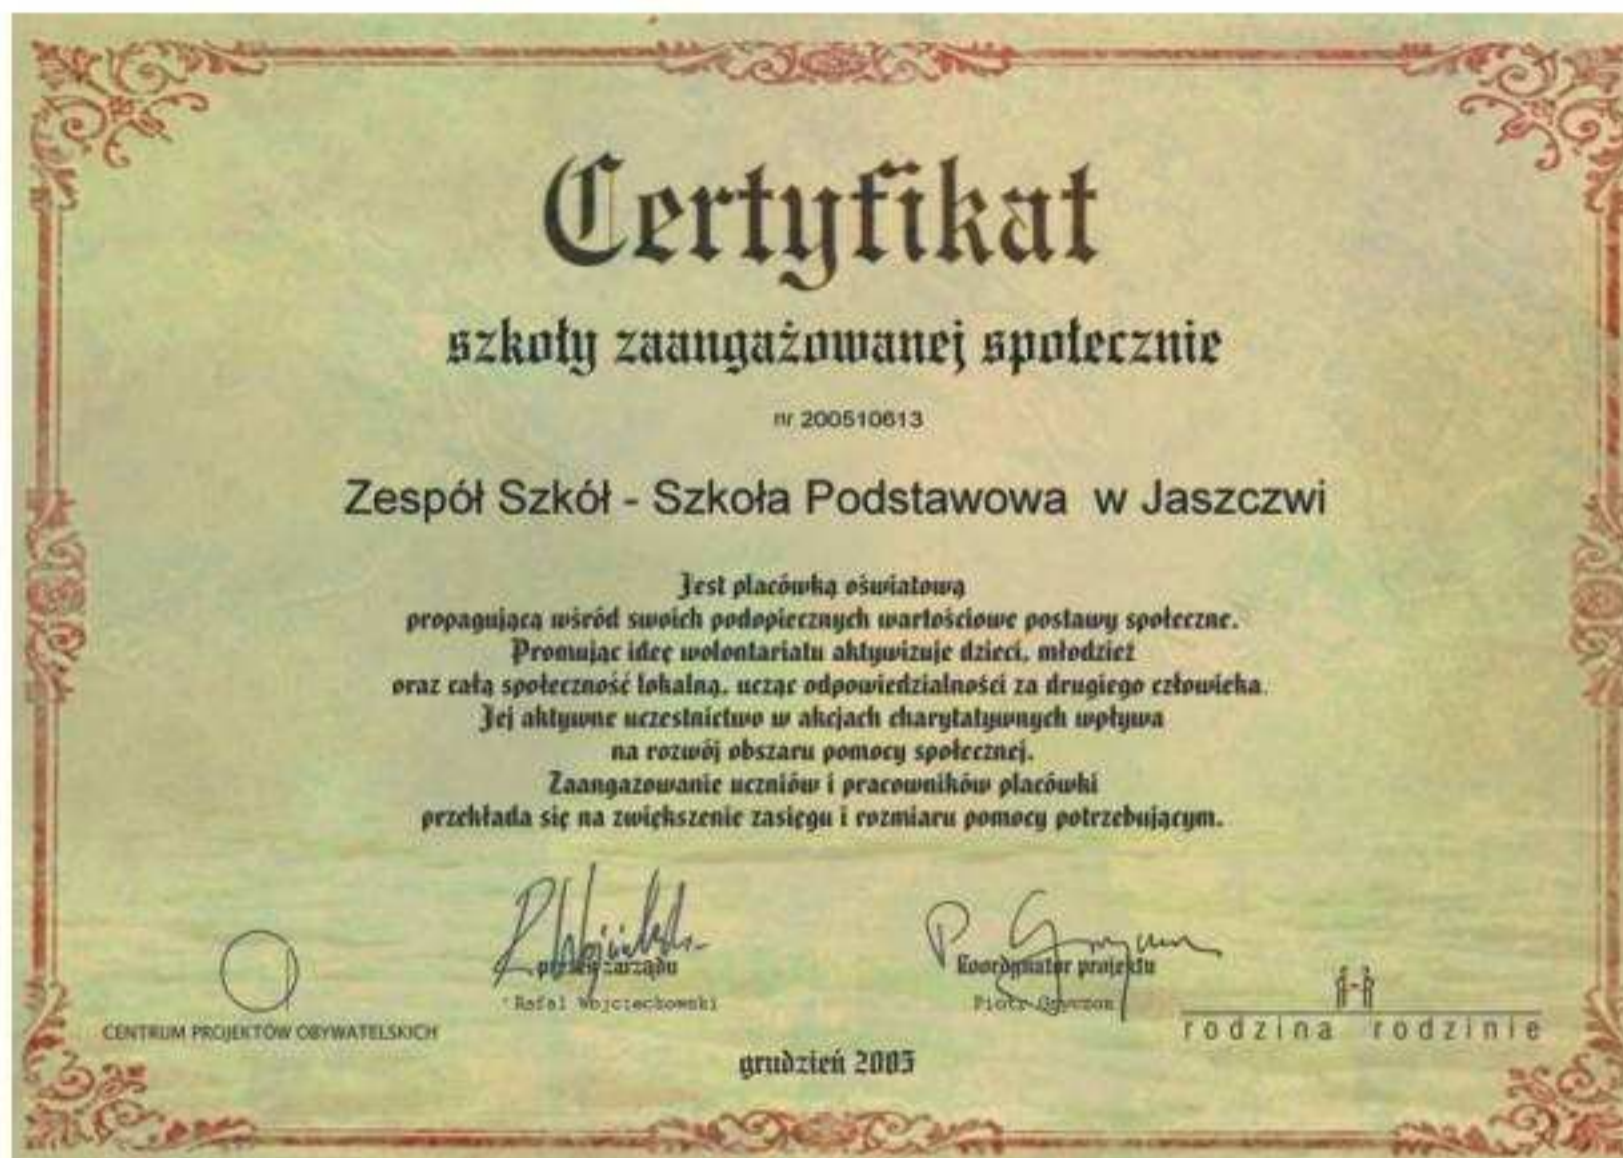 Certyfikat
szkoły zaangażowanej społecznie
nr 200510613
Zespół Szkół - Szkoła Podstawowa w Jaszczwi
Jest placówką oświatową
propagującą wśród swoich podopiecznych wartościowe postawy społeczne.
Promując ideę wolontariatu aktywizuje dzieci, młodzież
oraz całą społeczność lokalną, ucząc odpowiedzialności za drugiego człowieka.
Jej aktywne uczestnictwo w akcjach charytatywnych wpływa
na rozwój obszaru pomocy społecznej.
Zaangazowanie uczniów i pracowników placówki
przekłada się na zwiększenie zasięgu i rozmiaru pomocy potrzebującym.
prezes zarządu
Rafał Wojciechowski
Koordynator projektu
Piotr
CENTRUM PROJEKTÓW OBYWATELSKICH
rodzina rodzinie
grudzień 2005